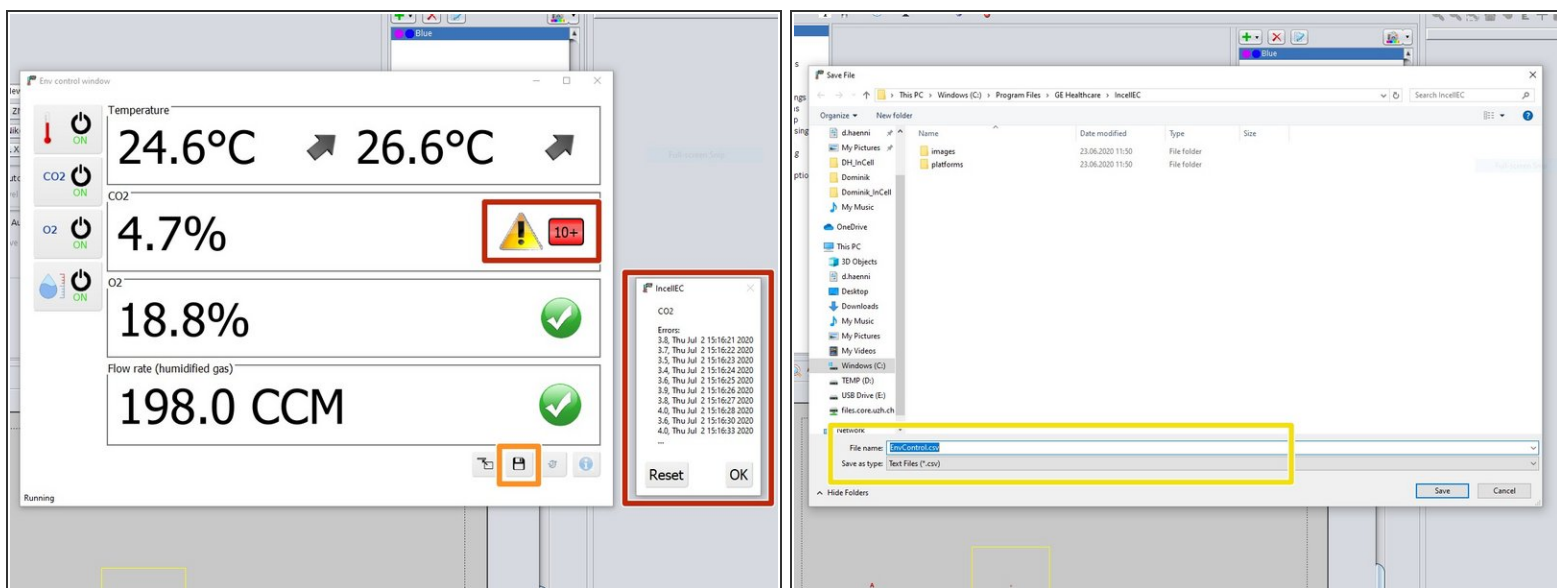 Blue
Env control window
ON
Temperature
24.6°C
26.6°C
CO2
ON
CO2
4.7%
10+
O2
ON
O2
18.8%
ON
Flow rate (humidified gas)
198.0 CCM
Running
IncellEC
CO2
Errors:
3.8, Thu Jul 2 15:16:21 2020
3.7, Thu Jul 2 15:16:22 2020
3.5, Thu Jul 2 15:16:23 2020
3.4, Thu Jul 2 15:16:24 2020
3.6, Thu Jul 2 15:16:25 2020
3.9, Thu Jul 2 15:16:26 2020
3.8, Thu Jul 2 15:16:27 2020
4.0, Thu Jul 2 15:16:28 2020
3.6, Thu Jul 2 15:16:30 2020
4.0, Thu Jul 2 15:16:33 2020
...
Reset OK
Blue
Save File
This PC > Windows (C:) > Program Files > GE Healthcare > IncellEC
Search IncellEC
Organize New folder
Name Date modified Type Size
images 23.06.2020 11:50 File folder
platforms 23.06.2020 11:50 File folder
d.haenni
My Pictures
DH_InCell
Dominik
Dominik_InCell
My Music
OneDrive
This PC
3D Objects
d.haenni
Desktop
Downloads
My Music
My Pictures
My Videos
Windows (C:)
TEMP (D:)
USB Drive (E:)
files.core.uzh.ch
Network
File name: EnvControl.csv
Save as type: Text Files (*.csv)
Hide Folders
Save Cancel